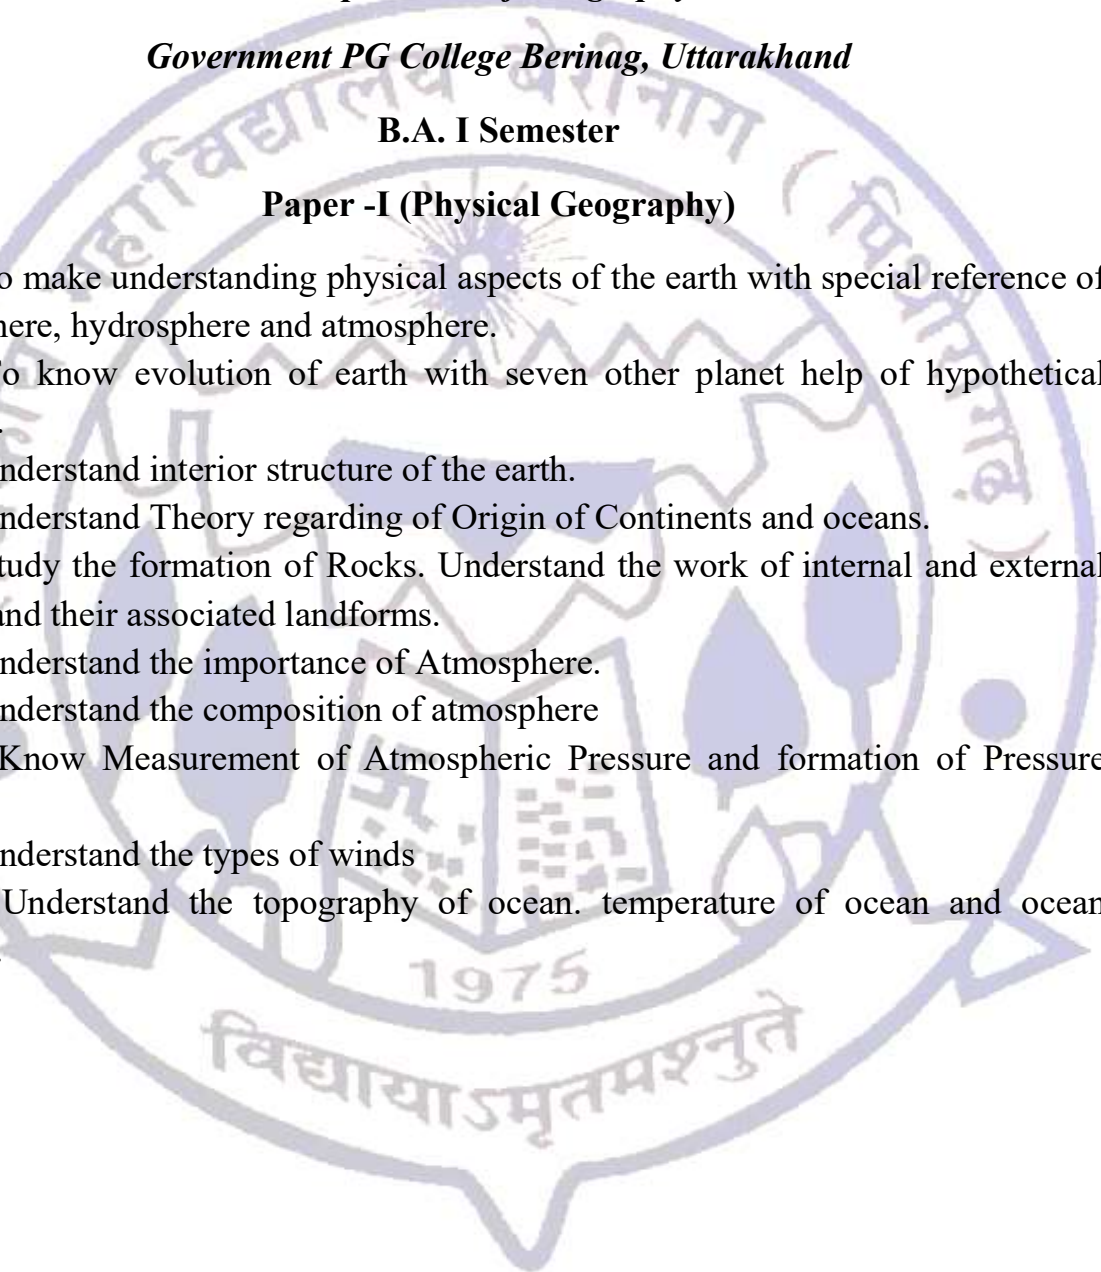 Government PG College Berinag, Uttarakhand
B.A. I Semester
Paper -I (Physical Geography)
o make understanding physical aspects of the earth with special reference of
here, hydrosphere and atmosphere.
o know evolution of earth with seven other planet help of hypothetical
nderstand interior structure of the earth.
nderstand Theory regarding of Origin of Continents and oceans.
tudy the formation of Rocks. Understand the work of internal and external
and their associated landforms.
nderstand the importance of Atmosphere.
nderstand the composition of atmosphere
Know Measurement of Atmospheric Pressure and formation of Pressure
nderstand the types of winds
Understand the topography of ocean. temperature of ocean and ocean
महाविद्यालय बेरीनाग ( पिथौरागढ़ )
1975
विद्यायाऽमृतमश्नुते